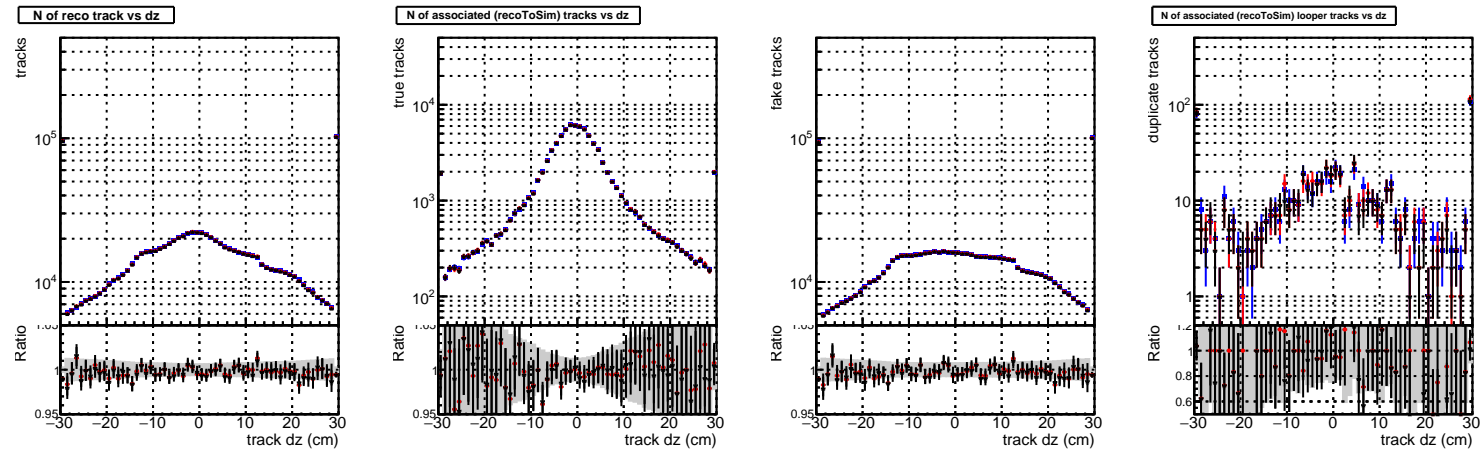 N of reco track vs dz
tracks
10^5
10^4
Ratio
1
0.95
−30 −20 −10 0 10 20 30
track dz (cm)
N of associated (recoToSim) tracks vs dz
true tracks
10^4
10^3
10^2
Ratio
1
0.95
−30 −20 −10 0 10 20 30
track dz (cm)
fake tracks
10^5
10^4
Ratio
1
0.95
−30 −20 −10 0 10 20 30
track dz (cm)
N of associated (recoToSim) looper tracks vs dz
duplicate tracks
10^2
10
1
Ratio
1.2
1
0.8
0.6
−30 −20 −10 0 10 20 30
track dz (cm)